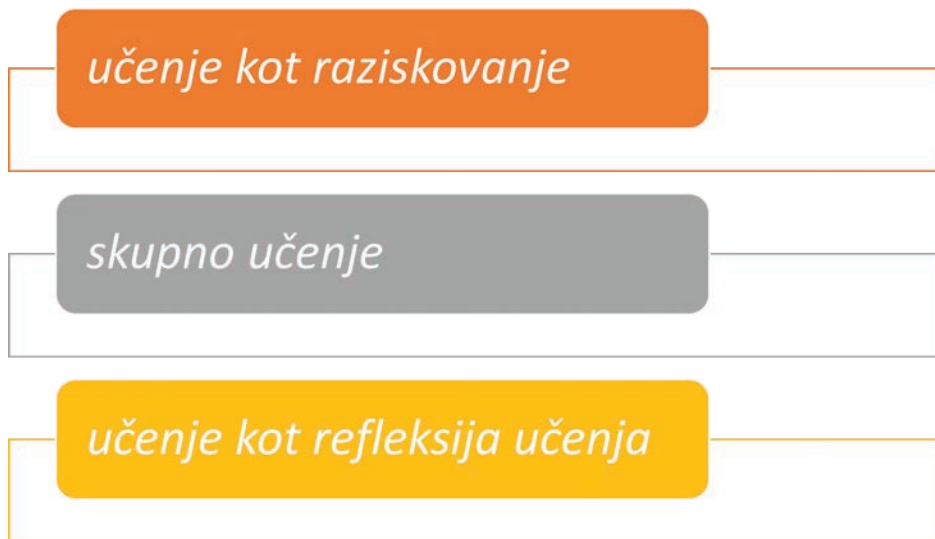 učenje kot raziskovanje
skupno učenje
učenje kot refleksija učenja